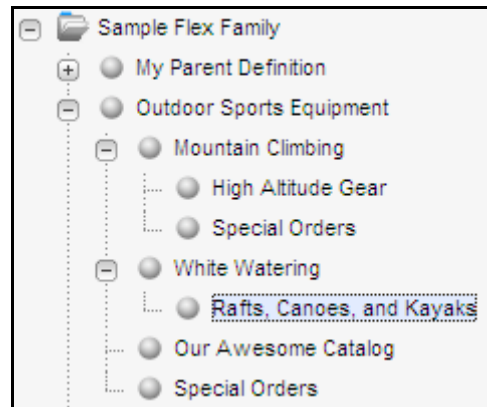 Sample Flex Family
My Parent Definition
Outdoor Sports Equipment
Mountain Climbing
High Altitude Gear
Special Orders
White Watering
Rafts, Canoes, and Kayaks
Our Awesome Catalog
Special Orders